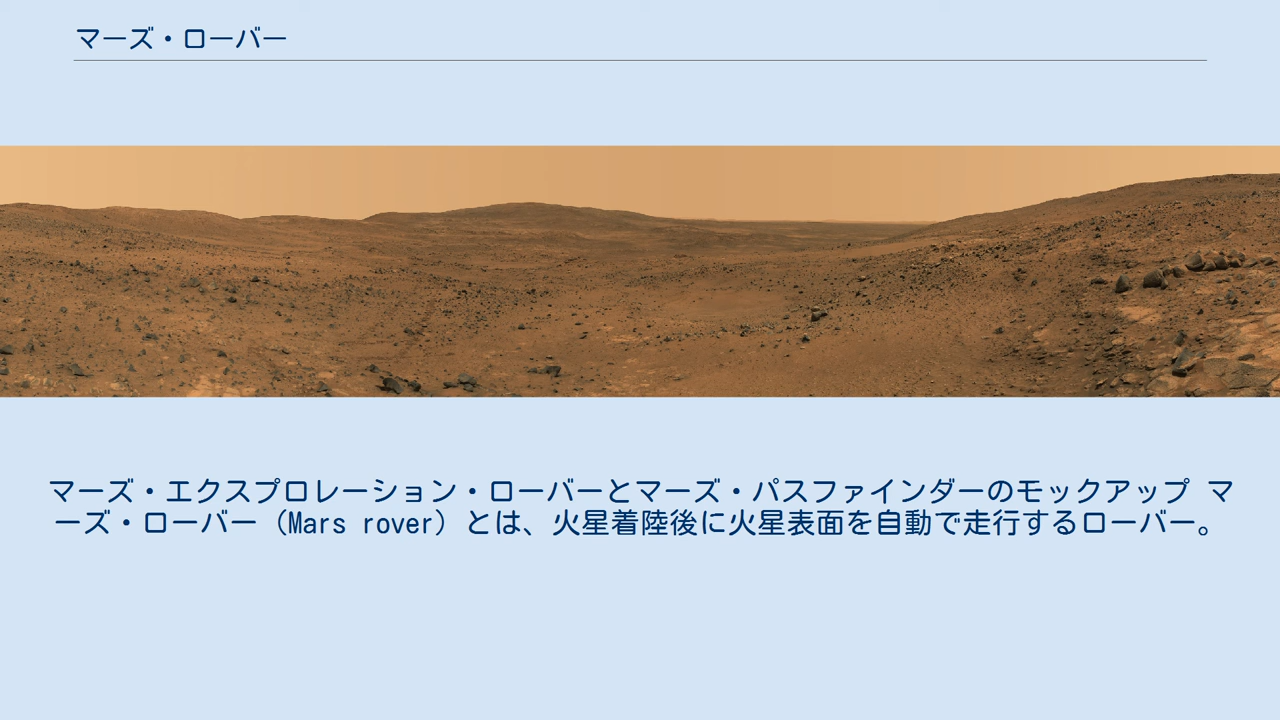 マーズ・ローバー
マーズ・エクスプロレーション・ローバーとマーズ・パスファインダーのモックアップ マ
ーズ・ローバー（Mars rover）とは、火星着陸後に火星表面を自動で走行するローバー。